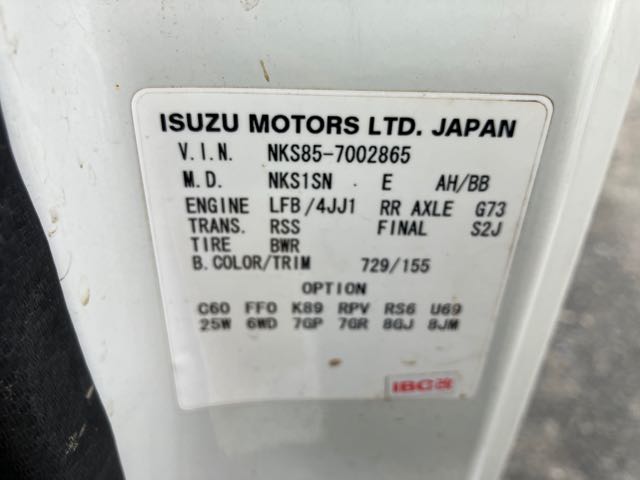 ISUZU MOTORS LTD. JAPAN
V.I.N. NKS85-7002865
M.D. NKS1SN E AH/BB
ENGINE LFB/4JJ1 RR AXLE G73
TRANS. RSS FINAL S2J
TIRE BWR
B.COLOR/TRIM 729/155
OPTION
C60 FF0 K89 RPV RS6 U69
25W 6WD 7GP 7GR 8GJ 8JM